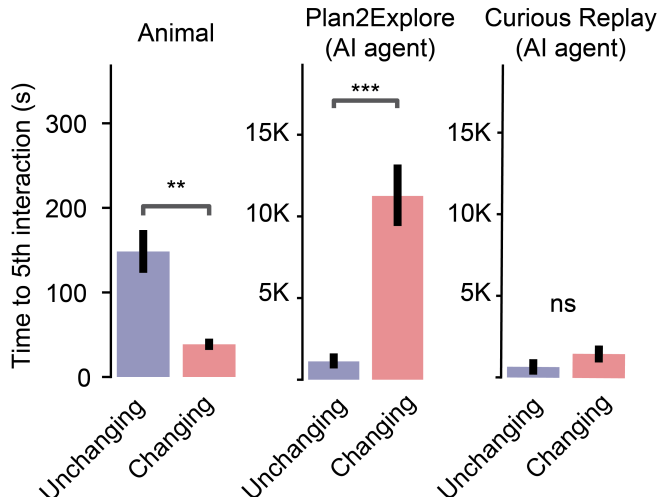 Animal
Plan2Explore
(AI agent)
Curious Replay
(AI agent)
Time to 5th interaction (s)
300
200
100
0
**
Unchanging
Changing
15K
10K
5K
***
Unchanging
Changing
15K
10K
5K
ns
Unchanging
Changing